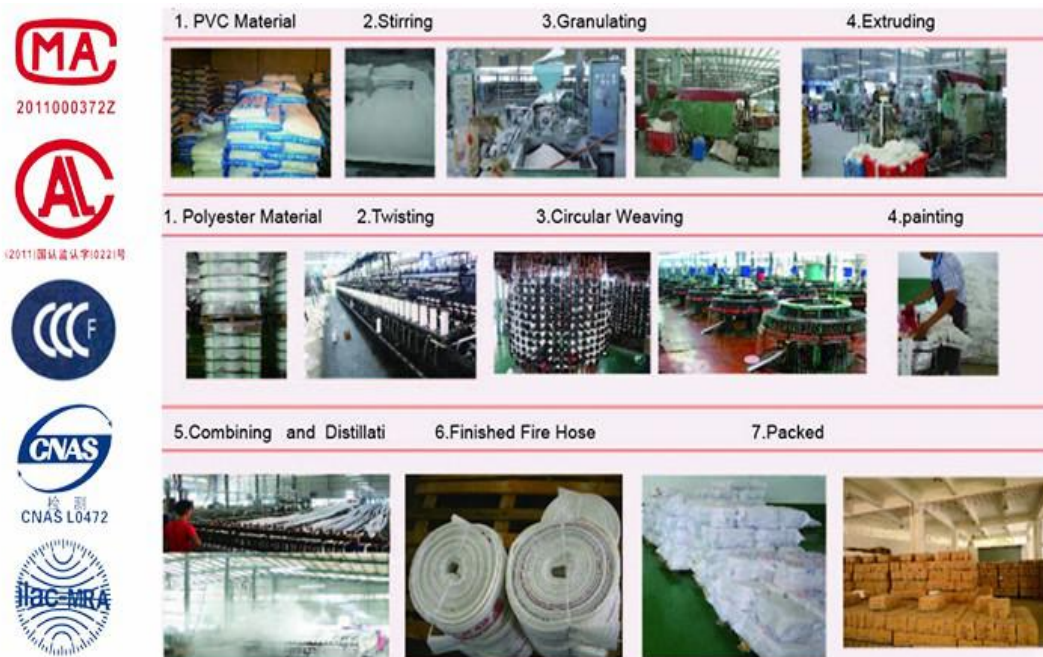 MA
2011000372Z
CAL
(2011)国认监认字(022)号
CCC F
CNAS
检 测
CNAS L0472
ilac-MRA
1. PVC Material 2.Stirring 3.Granulating 4.Extruding
1. Polyester Material 2.Twisting 3.Circular Weaving 4.painting
5.Combining and Distillati 6.Finished Fire Hose 7.Packed